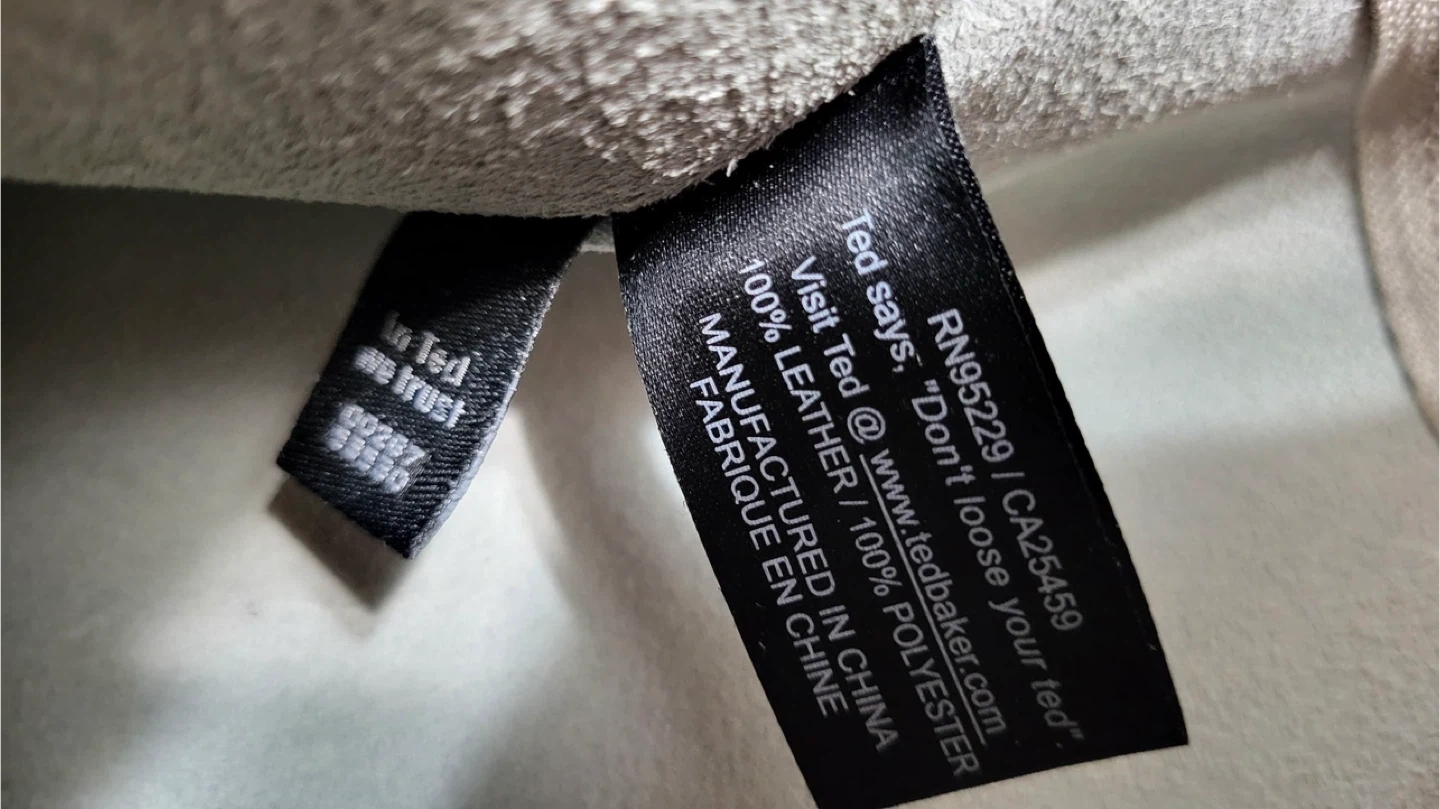 In Ted
we trust
RN95229 / CA25459
Ted says, "Don't loose your ted"
Visit Ted @ www.tedbaker.com
100% LEATHER / 100% POLYESTER
MANUFACTURED IN CHINA
FABRIQUE EN CHINE